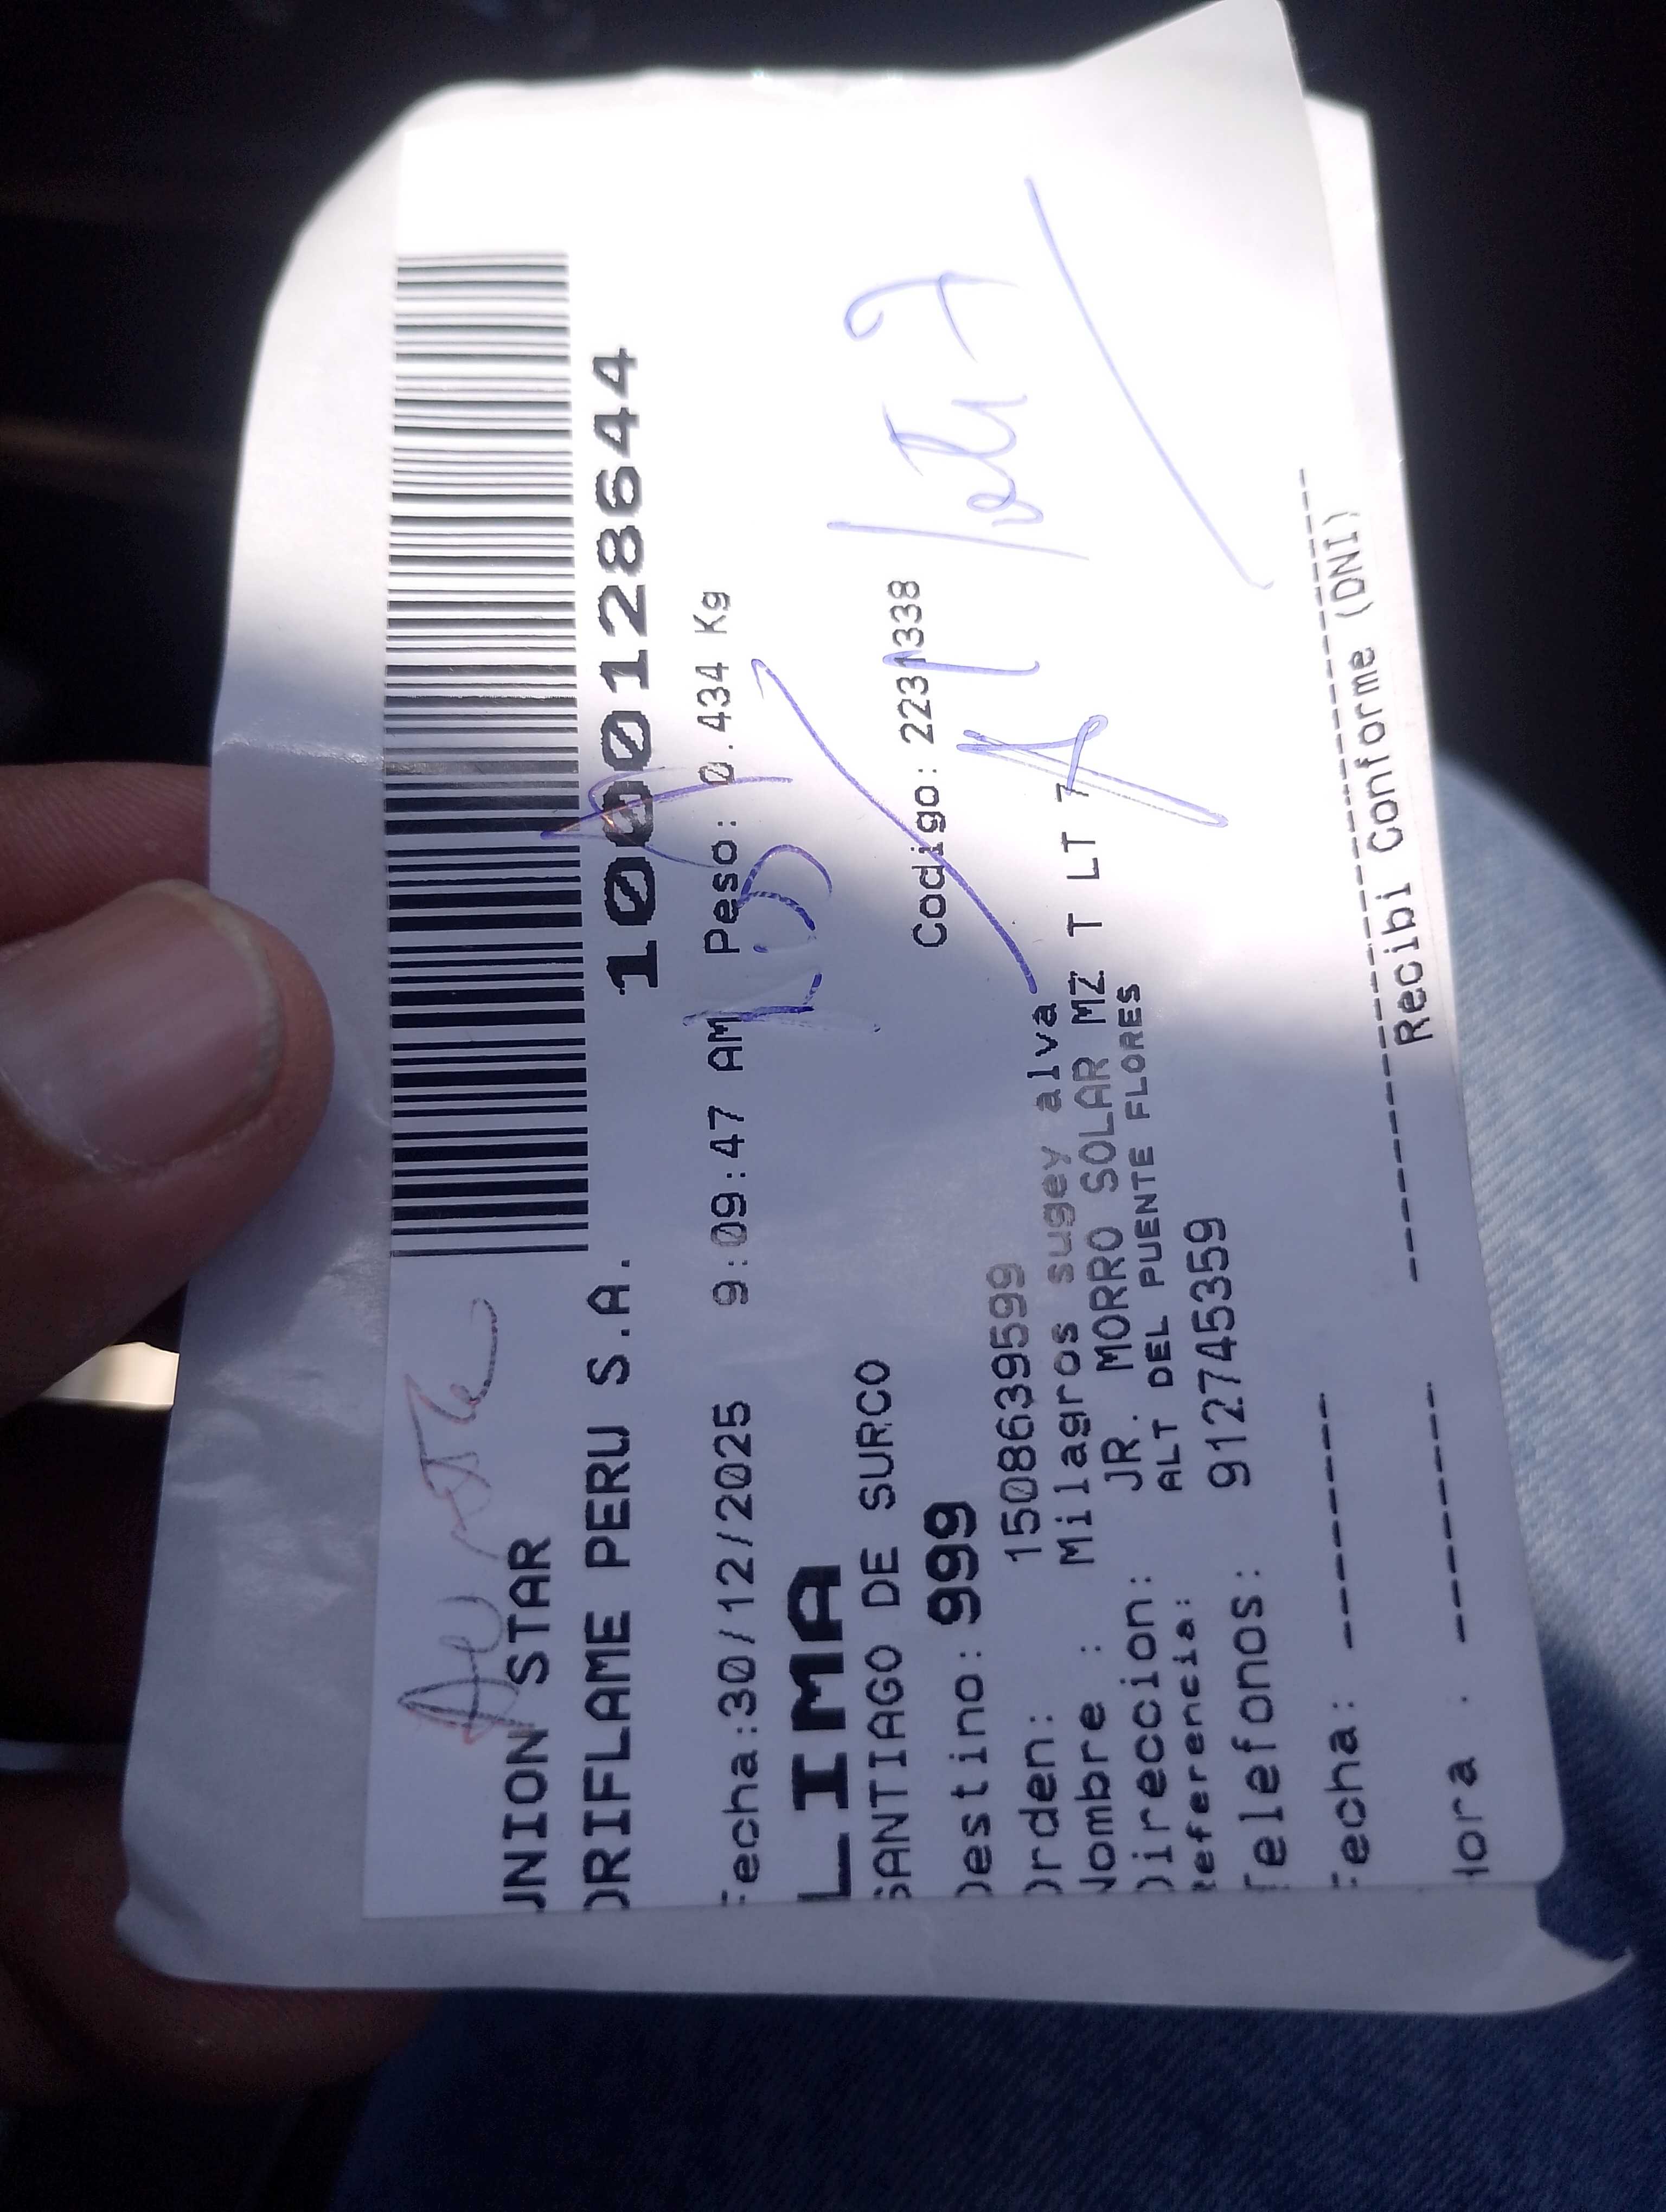 UNION STAR
ORIFLAME PERU S.A.
1000128644
Fecha:30/12/2025 9:09:47 AM Peso: 0.434 Kg
LIMA
SANTIAGO DE SURCO
Destino: 999 Codigo: 2231338
Orden: 1508639599
Nombre : Milagros sugey alva
Direccion: JR. MORRO SOLAR MZ T LT 7
Referencia: ALT DEL PUENTE FLORES
Telefonos: 912745359
Fecha: --------
Hora : --------
Recibi Conforme (DNI)